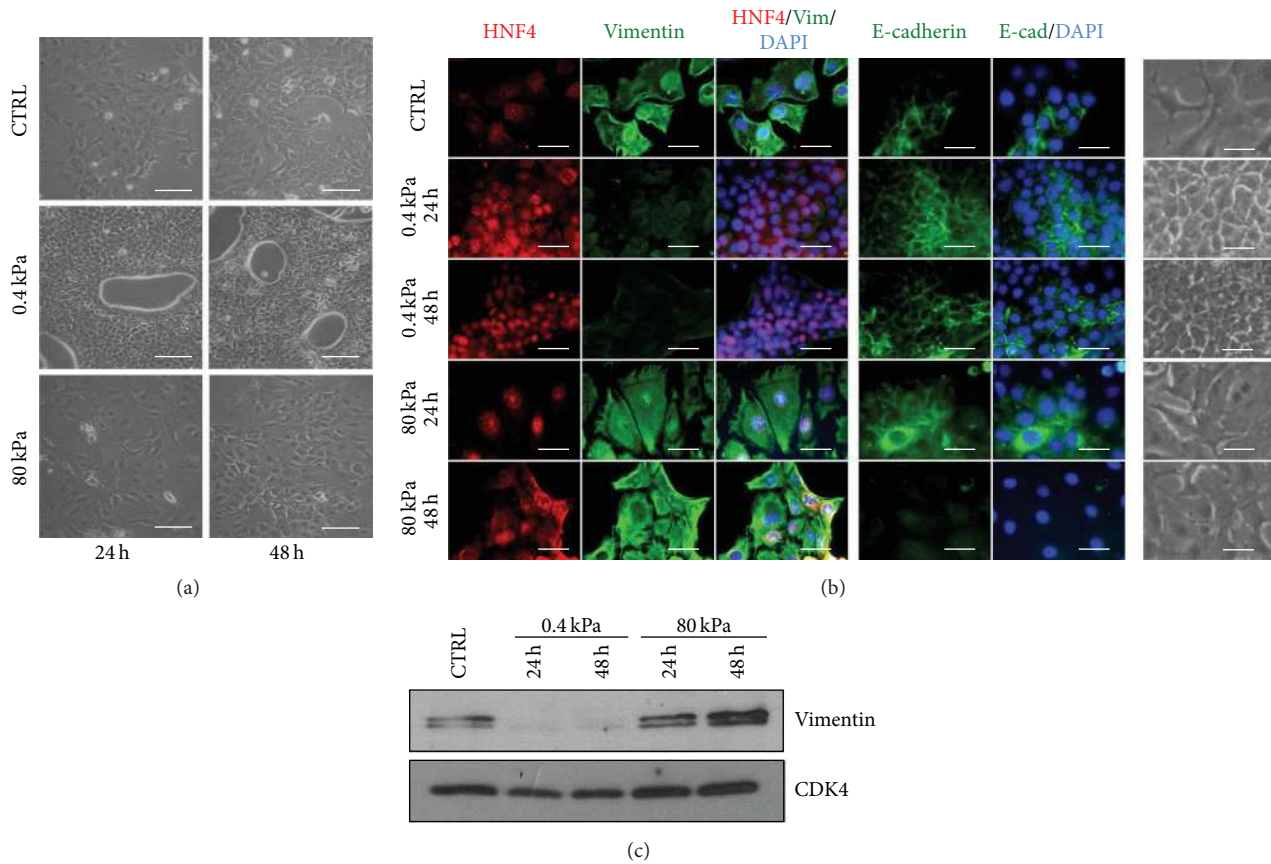 CTRL
0.4 kPa
80 kPa
24 h 48 h
(a)
HNF4 Vimentin HNF4/Vim/DAPI E-cadherin E-cad/DAPI
CTRL
0.4 kPa 24 h
0.4 kPa 48 h
80 kPa 24 h
80 kPa 48 h
(b)
CTRL 0.4 kPa 80 kPa
24 h 48 h 24 h 48 h
Vimentin
CDK4
(c)